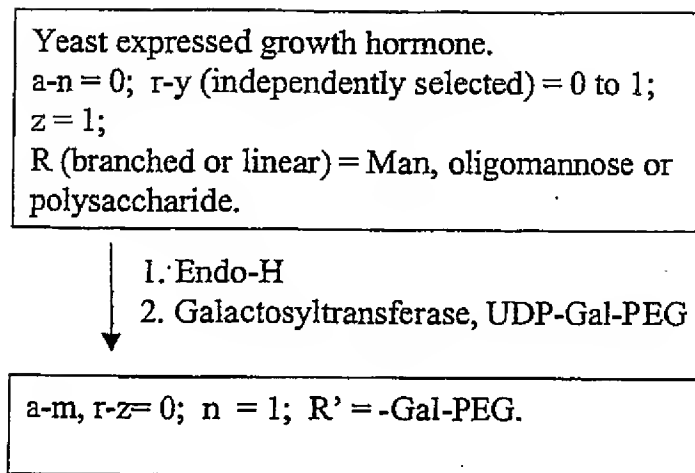 Yeast expressed growth hormone.
a-n = 0; r-y (independently selected) = 0 to 1;
z = 1;
R (branched or linear) = Man, oligomannose or
polysaccharide.
1. Endo-H
2. Galactosyltransferase, UDP-Gal-PEG
a-m, r-z= 0; n = 1; R' = -Gal-PEG.